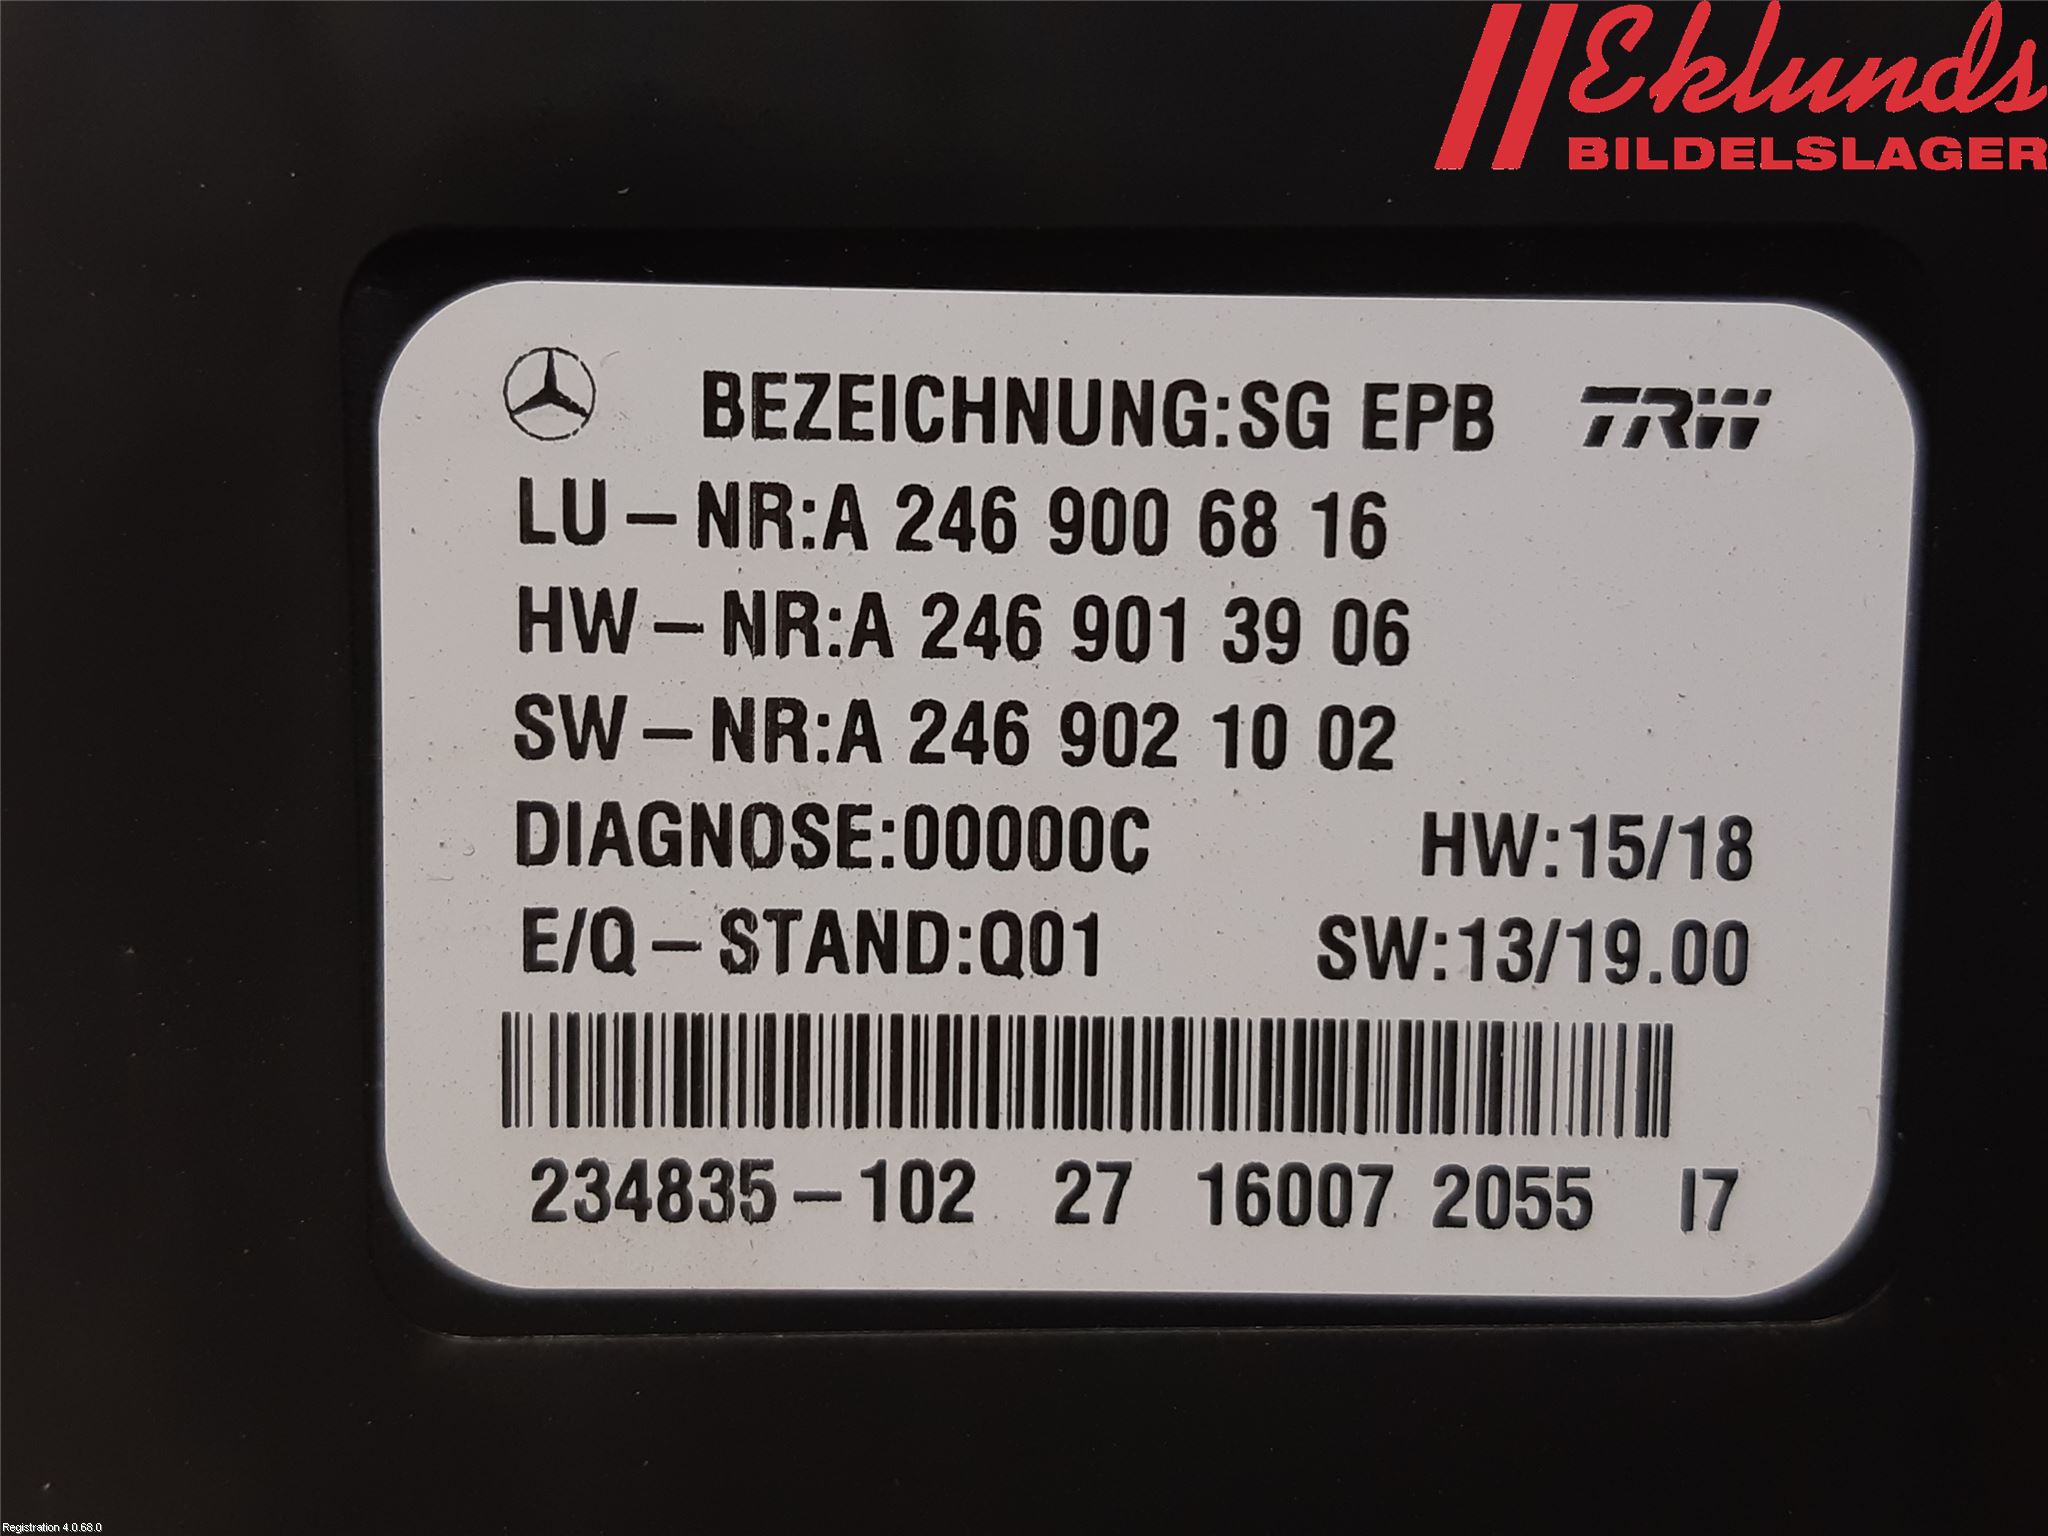 Eklunds
BILDELSLAGER
BEZEICHNUNG:SG EPB TRW
LU-NR:A 246 900 68 16
HW-NR:A 246 901 39 06
SW-NR:A 246 902 10 02
DIAGNOSE:00000C HW:15/18
E/Q-STAND:Q01 SW:13/19.00
234835-102 27 16007 2055 I7
Registration 4.0.68.0